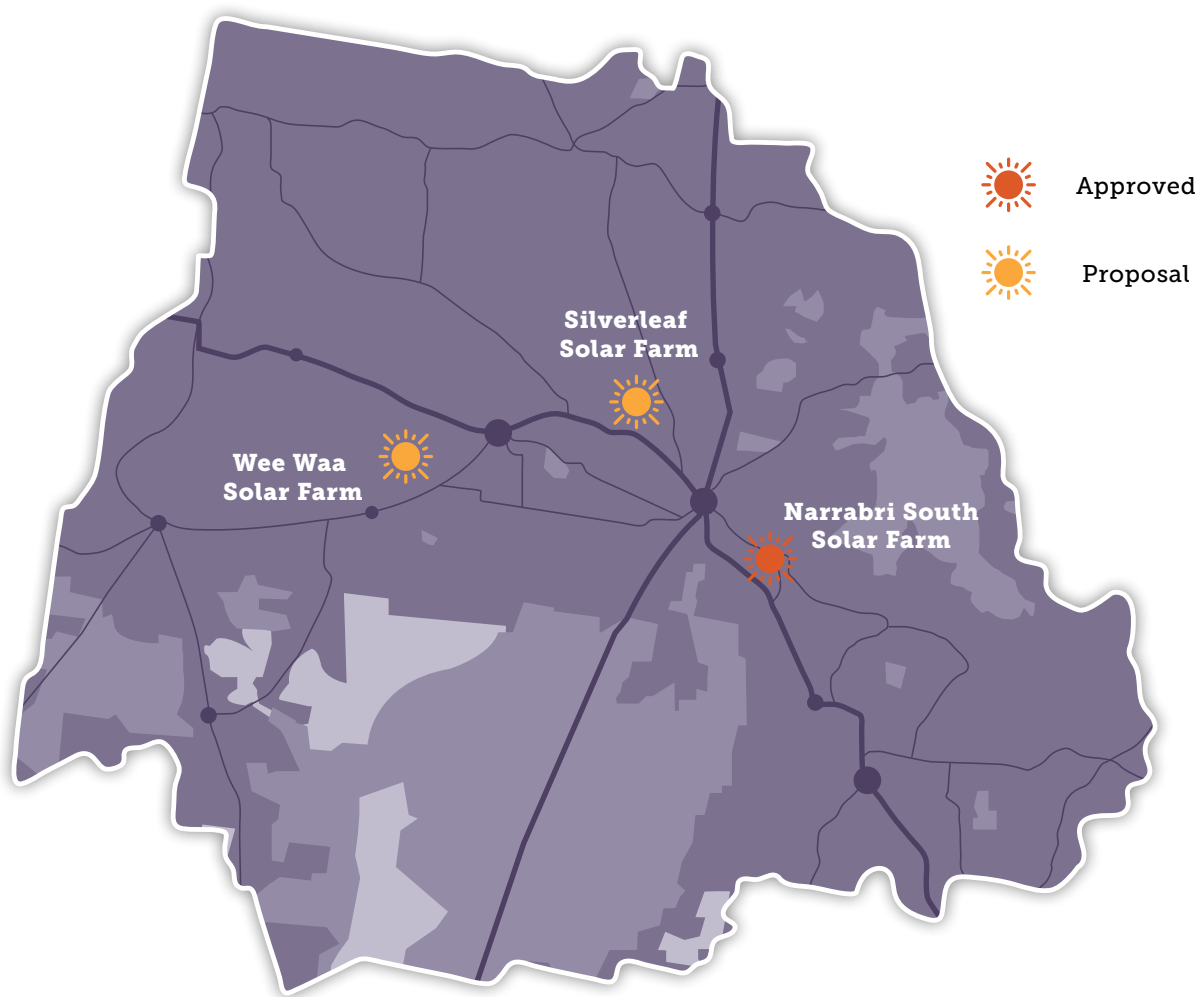 Approved
Proposal
Silverleaf
Solar Farm
Wee Waa
Solar Farm
Narrabri South
Solar Farm